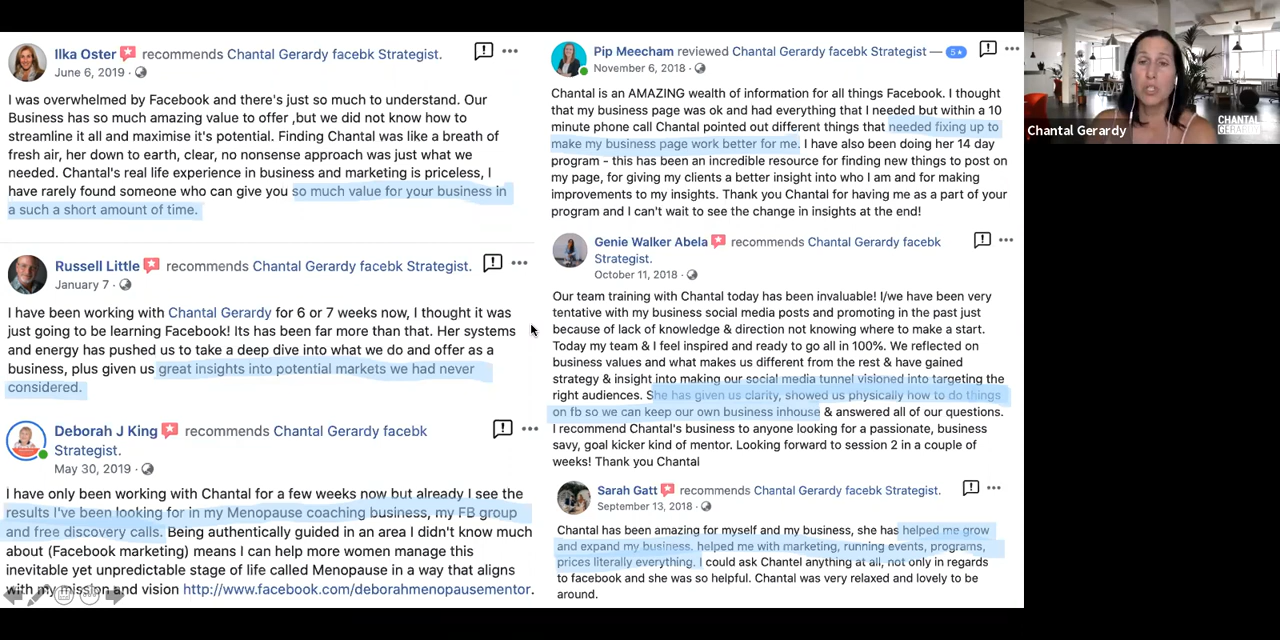 Ilka Oster recommends Chantal Gerardy facebk Strategist.
June 6, 2019 ·
I was overwhelmed by Facebook and there's just so much to understand. Our
Business has so much amazing value to offer ,but we did not know how to
streamline it all and maximise it's potential. Finding Chantal was like a breath of
fresh air, her down to earth, clear, no nonsense approach was just what we
needed. Chantal's real life experience in business and marketing is priceless, I
have rarely found someone who can give you so much value for your business in
a such a short amount of time.
Russell Little recommends Chantal Gerardy facebk Strategist.
January 7 ·
I have been working with Chantal Gerardy for 6 or 7 weeks now, I thought it was
just going to be learning Facebook! Its has been far more than that. Her systems
and energy has pushed us to take a deep dive into what we do and offer as a
business, plus given us great insights into potential markets we had never
considered.
Deborah J King recommends Chantal Gerardy facebk
Strategist.
May 30, 2019 ·
I have only been working with Chantal for a few weeks now but already I see the
results I've been looking for in my Menopause coaching business, my FB group
and free discovery calls. Being authentically guided in an area I didn't know much
about (Facebook marketing) means I can help more women manage this
inevitable yet unpredictable stage of life called Menopause in a way that aligns
with my mission and vision http://www.facebook.com/deborahmenopausementor.
Pip Meecham reviewed Chantal Gerardy facebk Strategist — 5★
November 6, 2018 ·
Chantal is an AMAZING wealth of information for all things Facebook. I thought
that my business page was ok and had everything that I needed but within a 10
minute phone call Chantal pointed out different things that needed fixing up to
make my business page work better for me. I have also been doing her 14 day
program - this has been an incredible resource for finding new things to post on
my page, for giving my clients a better insight into who I am and for making
improvements to my insights. Thank you Chantal for having me as a part of your
program and I can't wait to see the change in insights at the end!
Genie Walker Abela recommends Chantal Gerardy facebk
Strategist.
October 11, 2018 ·
Our team training with Chantal today has been invaluable! I/we have been very
tentative with my business social media posts and promoting in the past just
because of lack of knowledge & direction not knowing where to make a start.
Today my team & I feel inspired and ready to go all in 100%. We reflected on
business values and what makes us different from the rest & have gained
strategy & insight into making our social media tunnel visioned into targeting the
right audiences. She has given us clarity, showed us physically how to do things
on fb so we can keep our own business inhouse & answered all of our questions.
I recommend Chantal's business to anyone looking for a passionate, business
savy, goal kicker kind of mentor. Looking forward to session 2 in a couple of
weeks! Thank you Chantal
Sarah Gatt recommends Chantal Gerardy facebk Strategist.
September 13, 2018 ·
Chantal has been amazing for myself and my business, she has helped me grow
and expand my business. helped me with marketing, running events, programs,
prices literally everything. I could ask Chantel anything at all, not only in regards
to facebook and she was so helpful. Chantal was very relaxed and lovely to be
around.
Chantal Gerardy
CHANTAL
GERARDY